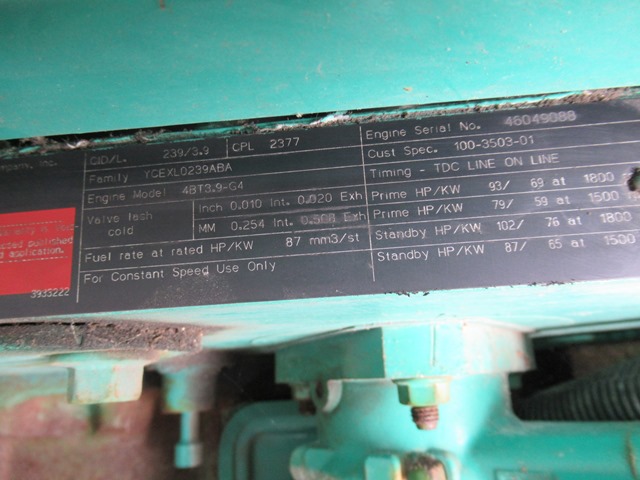 CID/L. 239/3.9 CPL 2377
Family YCEXL0239ABA
Engine Model 4BT3.9-G4
Valve lash cold
Inch 0.010 Int. 0.020 Exh
MM 0.254 Int. 0.508 Exh
Fuel rate at rated HP/KW 87 mm3/st
For Constant Speed Use Only
Engine Serial No. 46049088
Cust Spec. 100-3503-01
Timing - TDC LINE ON LINE
Prime HP/KW 93/ 69 at 1800
Prime HP/KW 79/ 59 at 1500
Standby HP/KW 102/ 76 at 1800
Standby HP/KW 87/ 65 at 1500
published
application.
3933222